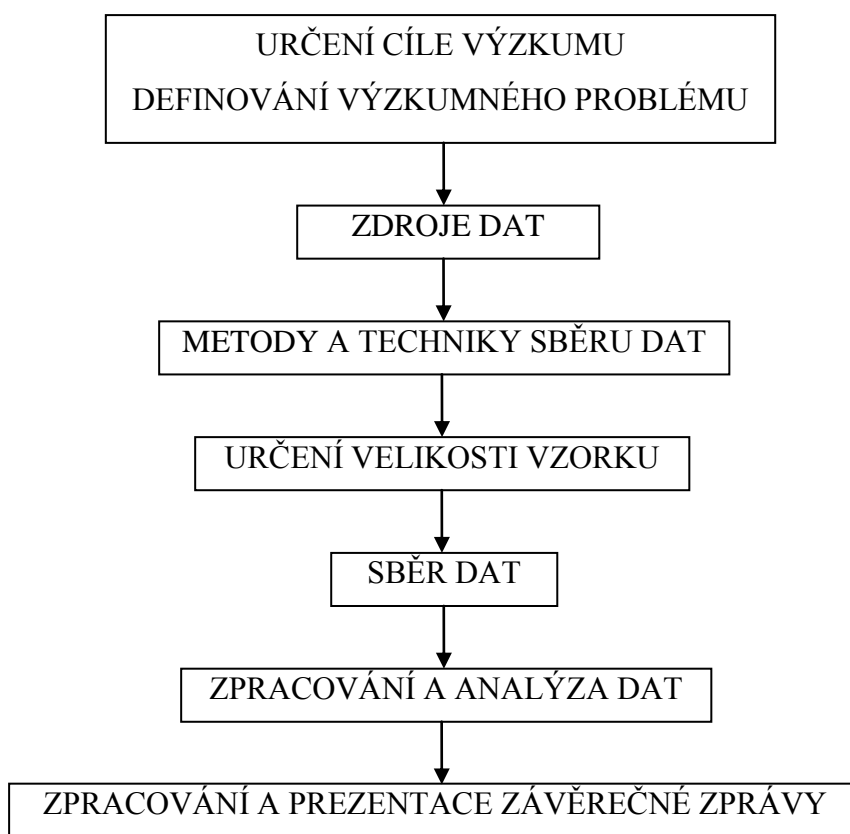 URČENÍ CÍLE VÝZKUMU
DEFINOVÁNÍ VÝZKUMNÉHO PROBLÉMU
ZDROJE DAT
METODY A TECHNIKY SBĚRU DAT
URČENÍ VELIKOSTI VZORKU
SBĚR DAT
ZPRACOVÁNÍ A ANALÝZA DAT
ZPRACOVÁNÍ A PREZENTACE ZÁVĚREČNÉ ZPRÁVY